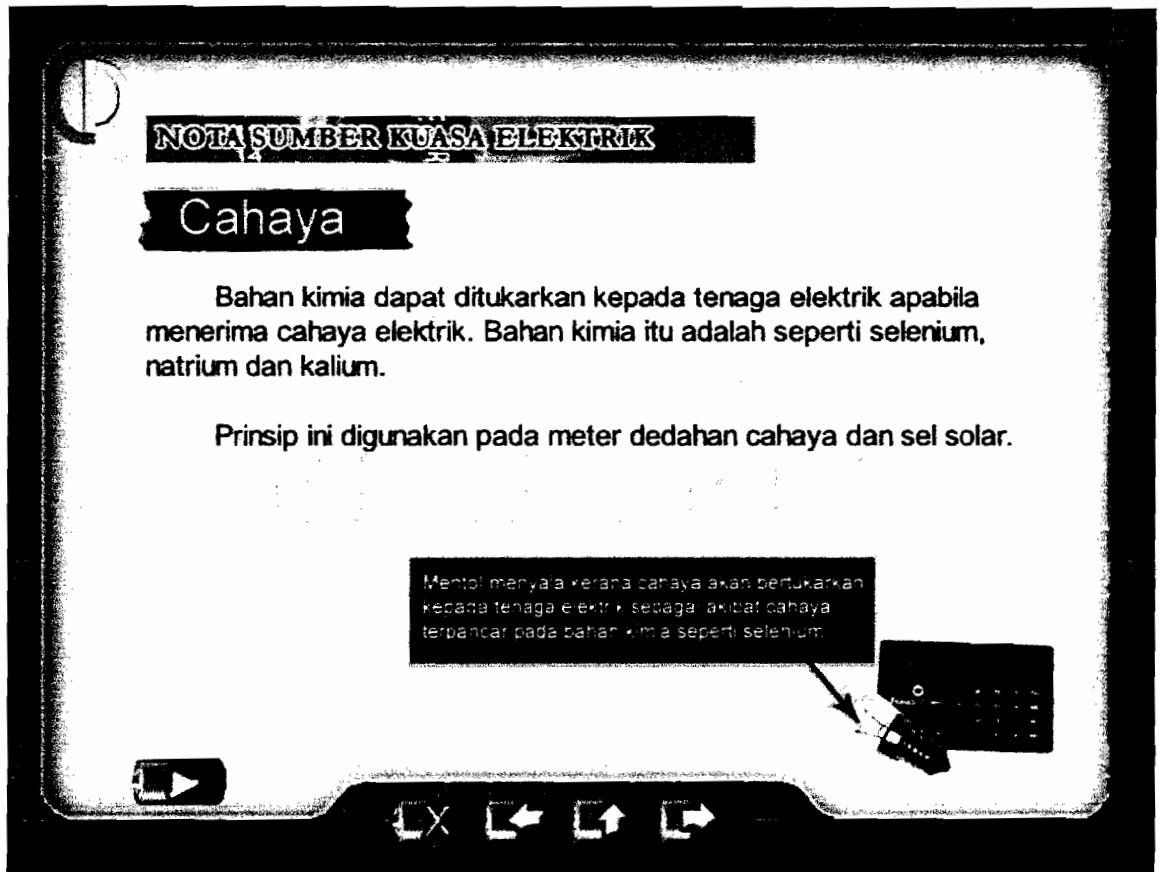 NOTA SUMBER KUASA ELEKTRIK
Cahaya
Bahan kimia dapat ditukarkan kepada tenaga elektrik apabila
menerima cahaya elektrik. Bahan kimia itu adalah seperti selenium,
natrium dan kalium.
Prinsip ini digunakan pada meter dedahan cahaya dan sel solar.
Mentol menyala kerana cahaya akan bertukarkan
kepada tenaga elektrik sebagai akibat cahaya
terpancar pada bahan kimia seperti selenium